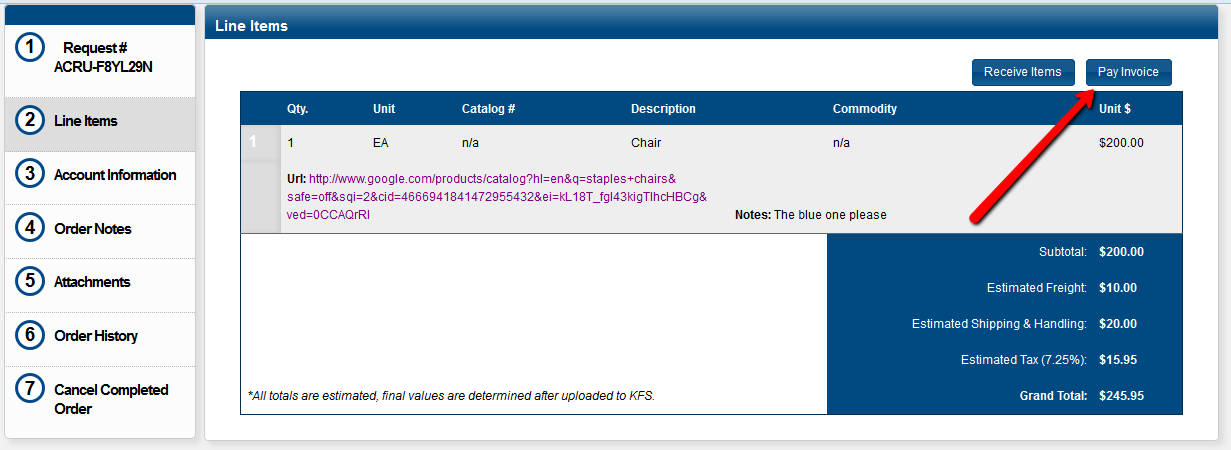 1
Request #
ACRU-F8YL29N
2
Line Items
3
Account Information
4
Order Notes
5
Attachments
6
Order History
7
Cancel Completed
Order
Line Items
Receive Items
Pay Invoice
Qty. Unit Catalog # Description Commodity Unit $
1 1 EA n/a Chair n/a $200.00
Url: http://www.google.com/products/catalog?hl=en&q=staples+chairs&
safe=off&sqi=2&cid=4666941841472955432&ei=kL18T_fgI43kigTlhcHBCg&
ved=0CCAQrRI
Notes: The blue one please
Subtotal: $200.00
Estimated Freight: $10.00
Estimated Shipping & Handling: $20.00
Estimated Tax (7.25%): $15.95
*All totals are estimated, final values are determined after uploaded to KFS.
Grand Total: $245.95